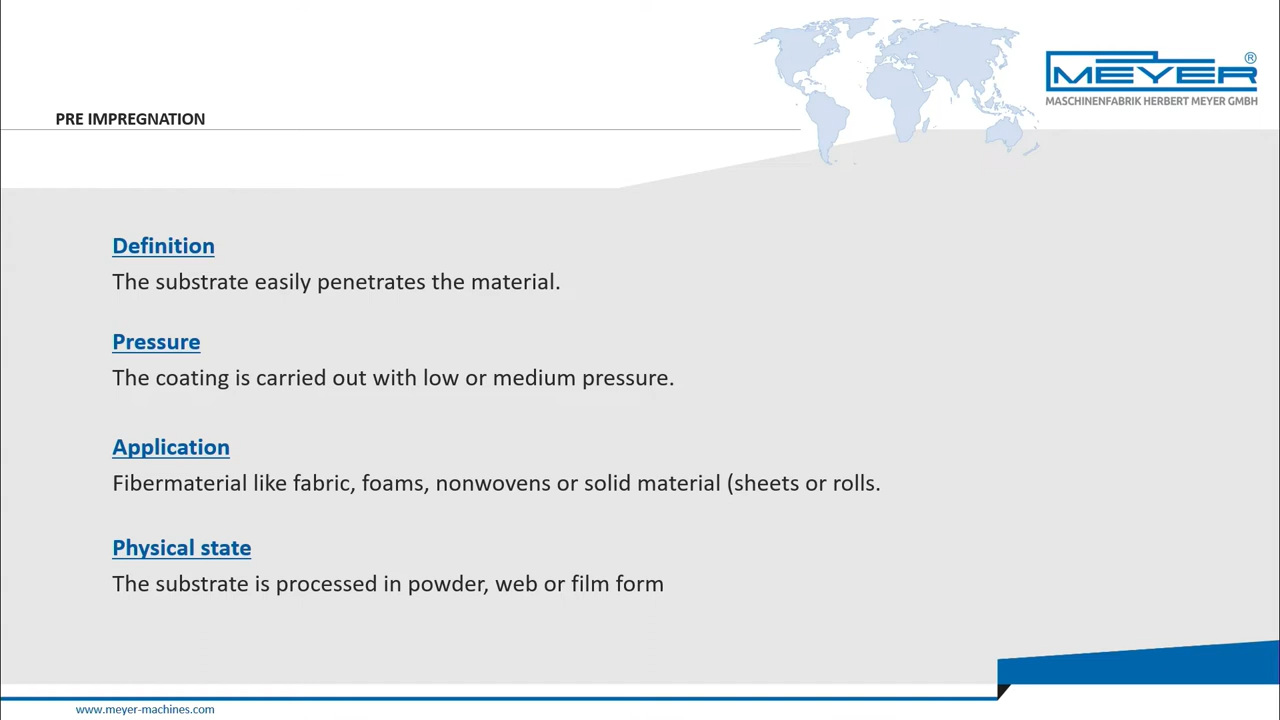 MEYER®
MASCHINENFABRIK HERBERT MEYER GMBH
PRE IMPREGNATION
Definition
The substrate easily penetrates the material.
Pressure
The coating is carried out with low or medium pressure.
Application
Fibermaterial like fabric, foams, nonwovens or solid material (sheets or rolls.
Physical state
The substrate is processed in powder, web or film form
www.meyer-machines.com